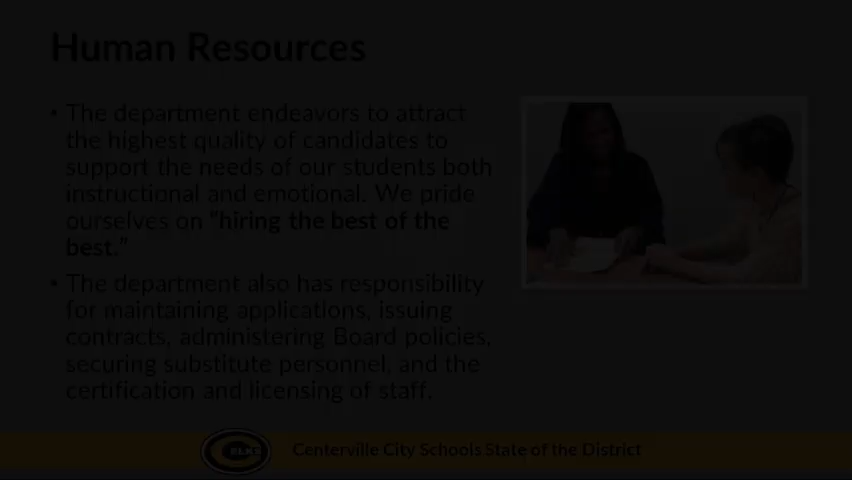 Human Resources
• The department endeavors to attract
the highest quality of candidates to
support the needs of our students both
instructional and emotional. We pride
ourselves on “hiring the best of the
best.”
• The department also has responsibility
for maintaining applications, issuing
contracts, administering Board policies,
securing substitute personnel, and the
certification and licensing of staff.
ELKS
Centerville City Schools State of the District